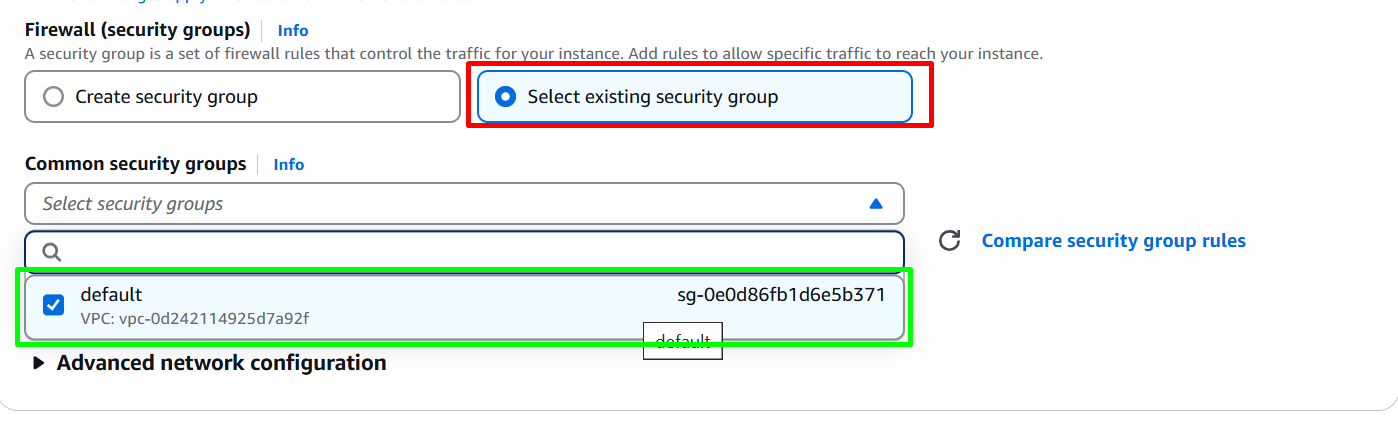 Firewall (security groups) Info
A security group is a set of firewall rules that control the traffic for your instance. Add rules to allow specific traffic to reach your instance.
Create security group
Select existing security group
Common security groups Info
Select security groups
Compare security group rules
default sg-0e0d86fb1d6e5b371
VPC: vpc-0d242114925d7a92f
default
Advanced network configuration